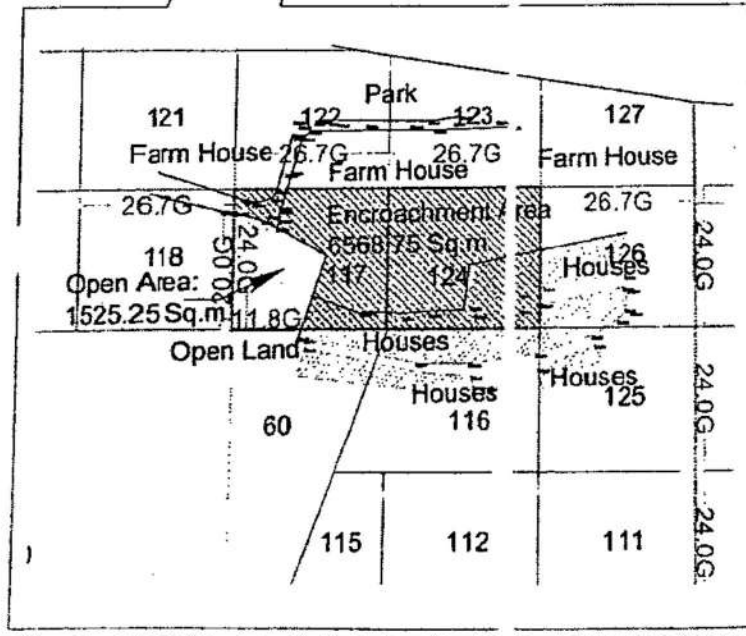 Park
121 122 123 127
Farm House 26.7G 26.7G Farm House
Farm House
26.7G Encroachment Area 26.7G
24.0G 6568.75 Sq.m 24.0G
118 117 124 126
Houses
Open Area:
1525.25 Sq.m 11.8G
Open Land Houses
Houses Houses
60 116 125 24.0G
115 112 111 24.0G